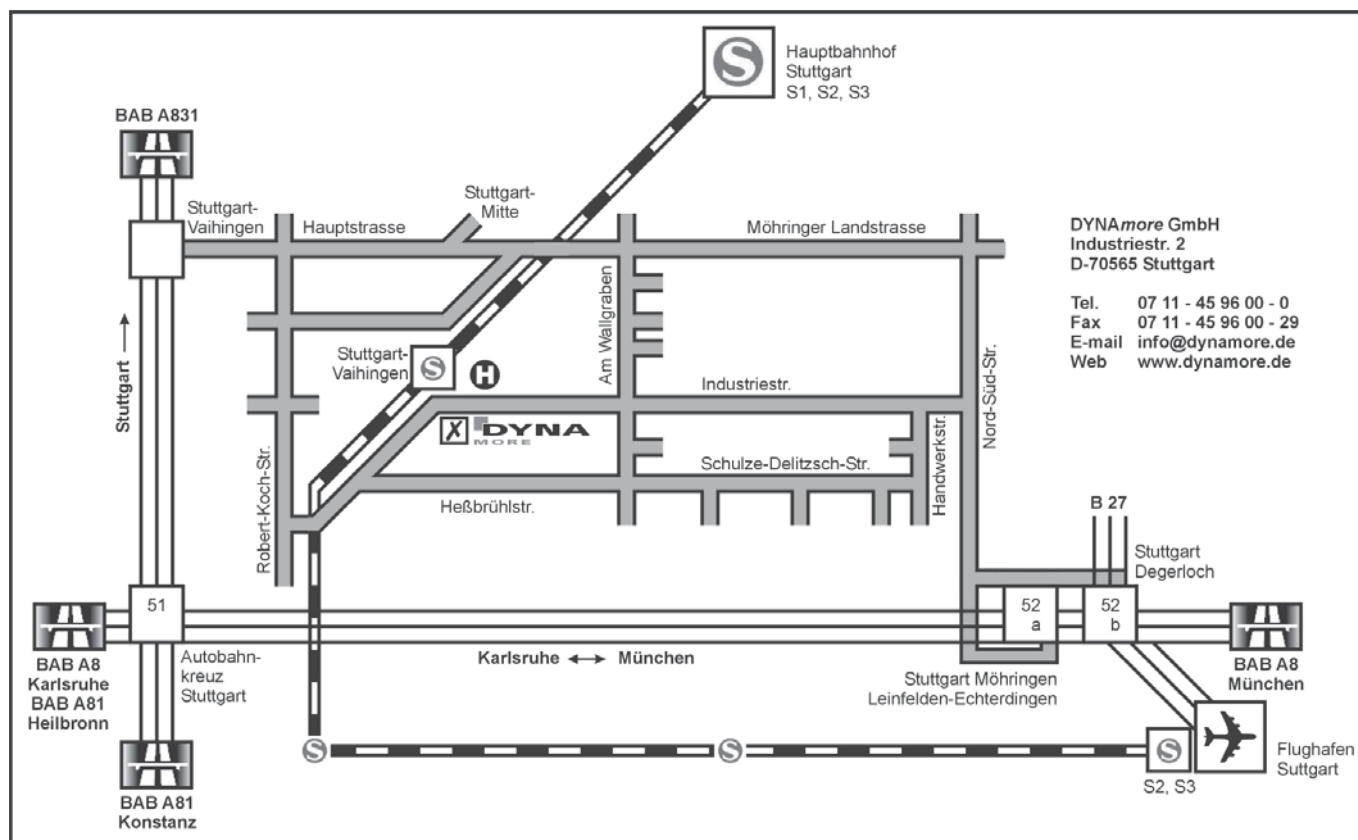 Hauptbahnhof
Stuttgart
S1, S2, S3
S
BAB A831
Stuttgart-
Vaihingen
Hauptstrasse
Stuttgart-
Mitte
Möhringer Landstrasse
DYNAmore GmbH
Industriestr. 2
D-70565 Stuttgart
Tel. 07 11 - 45 96 00 - 0
Fax 07 11 - 45 96 00 - 29
E-mail info@dynamore.de
Web www.dynamore.de
Stuttgart
Stuttgart-
Vaihingen
S
H
Am Wallgraben
Industriestr.
Nord-Süd-Str.
X DYNA
MORE
Robert-Koch-Str.
Heßbrühlstr.
Schulze-Delitzsch-Str.
Handwerkstr.
B 27
Stuttgart
Degerloch
51
52
a
52
b
BAB A8
Karlsruhe
BAB A81
Heilbronn
Autobahn-
kreuz
Stuttgart
Karlsruhe München
Stuttgart Möhringen
Leinfelden-Echterdingen
BAB A8
München
BAB A81
Konstanz
S
S
S
S2, S3
Flughafen
Suttgart